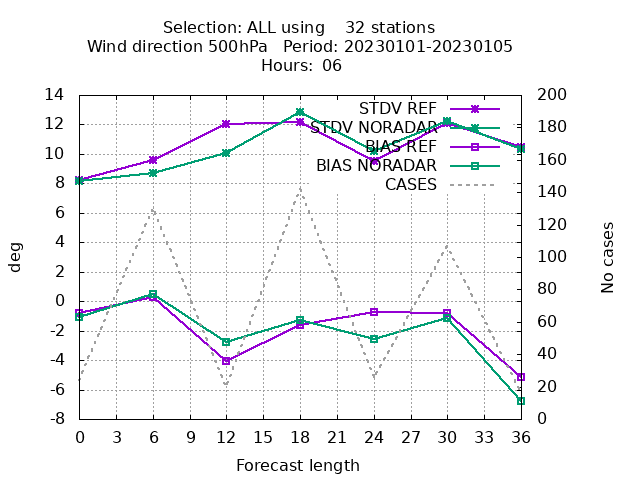 Selection: ALL using    32 stations
Wind direction 500hPa   Period: 20230101-20230105
Hours: 06
STDV REF
STDV NORADAR
BIAS REF
BIAS NORADAR
CASES
14
12
10
8
6
4
2
0
-2
-4
-6
-8
200
180
160
140
120
100
80
60
40
20
0
deg
No cases
0 3 6 9 12 15 18 21 24 27 30 33 36
Forecast length